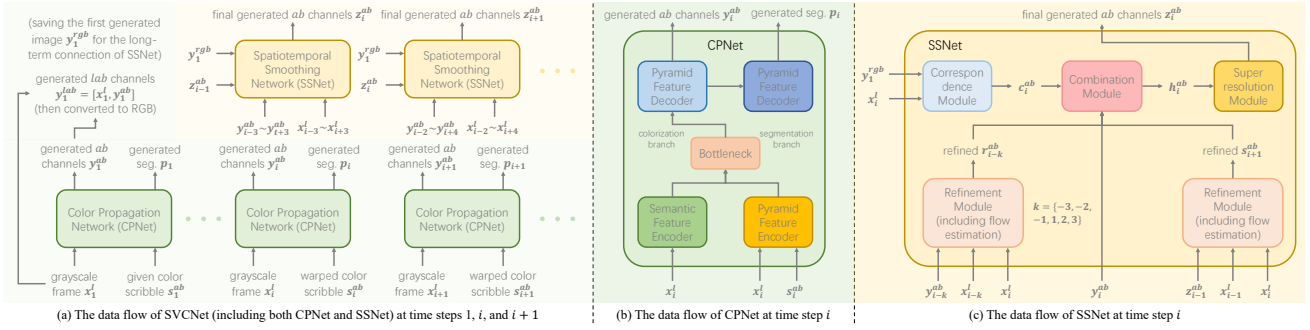 (saving the first generated
image y₁ʳᵍᵇ for the long-
term connection of SSNet)
generated lab channels
y₁ˡᵃᵇ = [x₁ˡ, y₁ᵃᵇ]
(then converted to RGB)
final generated ab channels zᵢᵃᵇ
final generated ab channels zᵢ₊₁ᵃᵇ
y₁ʳᵍᵇ
zᵢ₋₁ᵃᵇ
Spatiotemporal
Smoothing
Network (SSNet)
y₁ʳᵍᵇ
zᵢᵃᵇ
Spatiotemporal
Smoothing
Network (SSNet)
yᵢ₋₃ᵃᵇ~yₜ₊₃ᵃᵇ
xᵢ₋₃ˡ~xᵢ₊₃ˡ
yᵢ₋₂ᵃᵇ~yₜ₊₄ᵃᵇ
xᵢ₋₂ˡ~xᵢ₊₄ˡ
generated ab
channels y₁ᵃᵇ
generated
seg. p₁
generated ab
channels yᵢᵃᵇ
generated
seg. pᵢ
generated ab
channels yᵢ₊₁ᵃᵇ
generated
seg. pᵢ₊₁
Color Propagation
Network (CPNet)
Color Propagation
Network (CPNet)
Color Propagation
Network (CPNet)
grayscale
frame x₁ˡ
given color
scribble s₁ᵃᵇ
grayscale
frame xᵢˡ
warped color
scribble sᵢᵃᵇ
grayscale
frame xᵢ₊₁ˡ
warped color
scribble sᵢ₊₁ᵃᵇ
(a) The data flow of SVCNet (including both CPNet and SSNet) at time steps 1, i, and i + 1
generated ab channels yᵢᵃᵇ
generated seg. pᵢ
CPNet
Pyramid
Feature
Decoder
Pyramid
Feature
Decoder
colorization
branch
segmentation
branch
Bottleneck
Semantic
Feature
Encoder
Pyramid
Feature
Encoder
xᵢˡ
xᵢˡ
sᵢᵃᵇ
(b) The data flow of CPNet at time step i
final generated ab channels zᵢᵃᵇ
SSNet
y₁ʳᵍᵇ
xᵢˡ
Correspon
dence
Module
cᵢᵃᵇ
Combination
Module
hᵢᵃᵇ
Super
resolution
Module
refined rᵢ₋ₖᵃᵇ
refined sᵢ₊₁ᵃᵇ
Refinement
Module
(including flow
estimation)
k = {-3, -2,
-1, 1, 2, 3}
Refinement
Module
(including flow
estimation)
yᵢ₋ₖᵃᵇ
xᵢ₋ₖˡ
xᵢˡ
yᵢᵃᵇ
zᵢ₋₁ᵃᵇ
xᵢ₋₁ˡ
xᵢˡ
(c) The data flow of SSNet at time step i